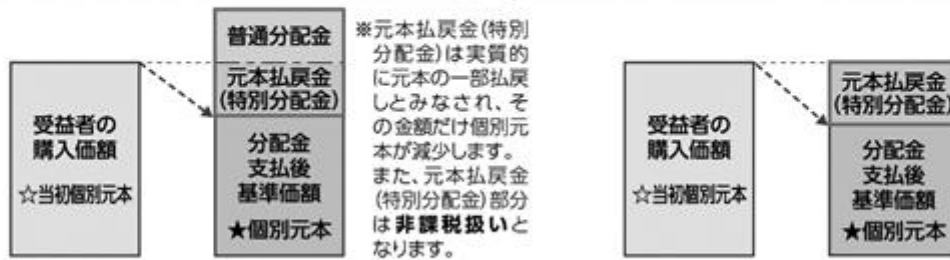 普通分配金
元本払戻金
(特別分配金)
受益者の
購入価額
☆当初個別元本
分配金
支払後
基準価額
★個別元本
※元本払戻金(特別
分配金)は実質的
に元本の一部払戻
しとみなされ、そ
の金額だけ個別元
本が減少します。
また、元本払戻金
(特別分配金)部分
は非課税扱いと
なります。
受益者の
購入価額
☆当初個別元本
元本払戻金
(特別分配金)
分配金
支払後
基準価額
★個別元本